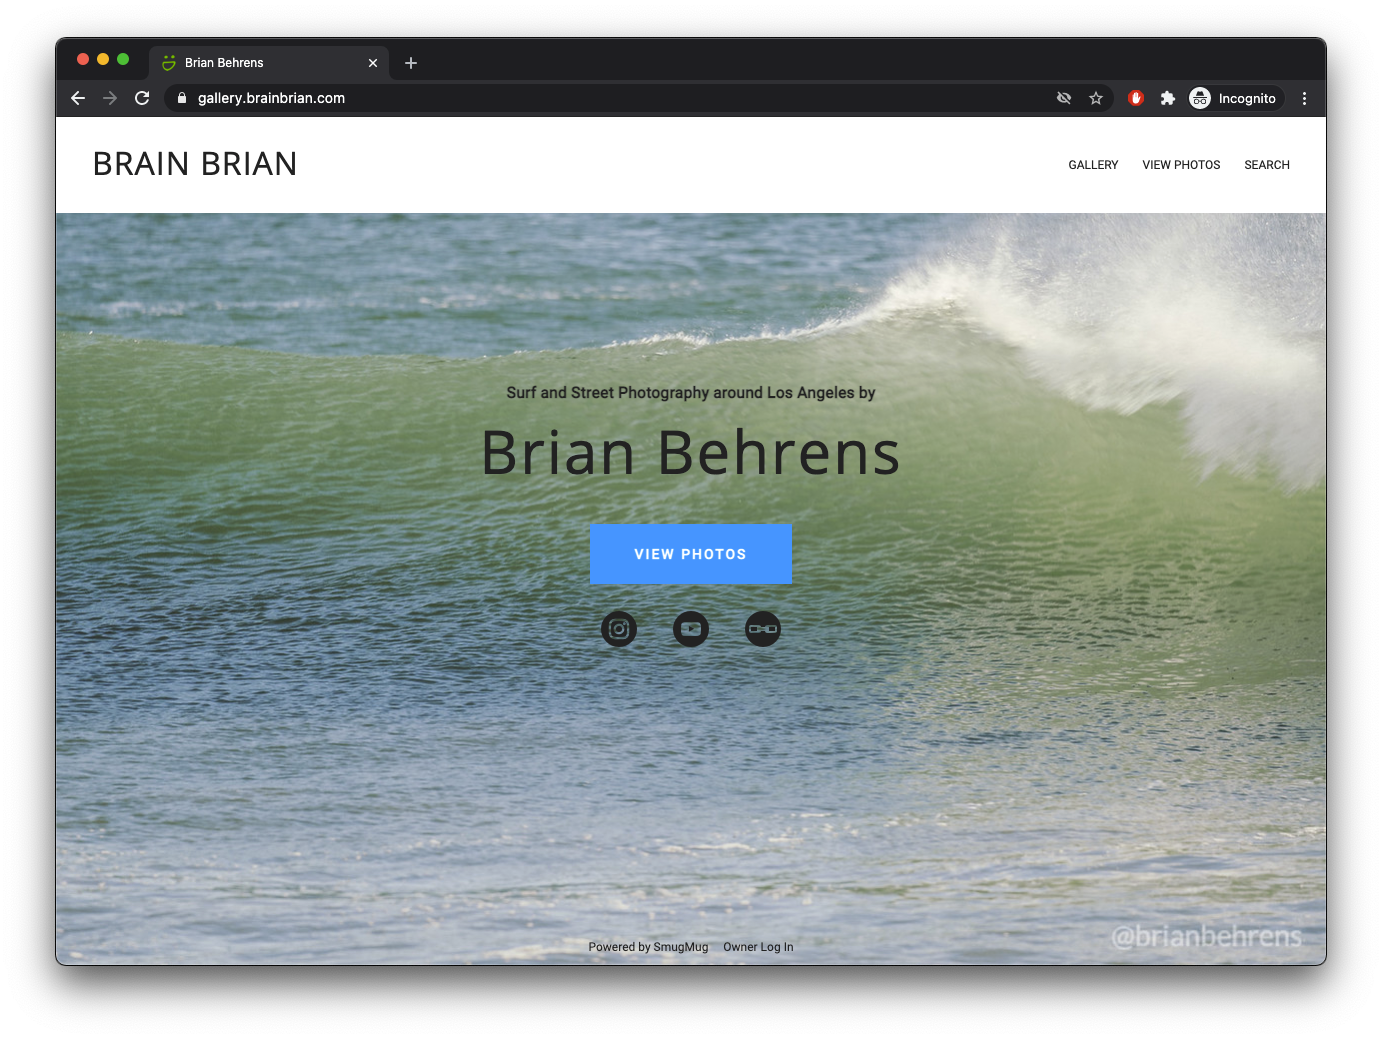 Brian Behrens
gallery.brainbrian.com
Incognito
BRAIN BRIAN
GALLERY VIEW PHOTOS SEARCH
Surf and Street Photography around Los Angeles by
Brian Behrens
VIEW PHOTOS
@brianbehrens
Powered by SmugMug Owner Log In